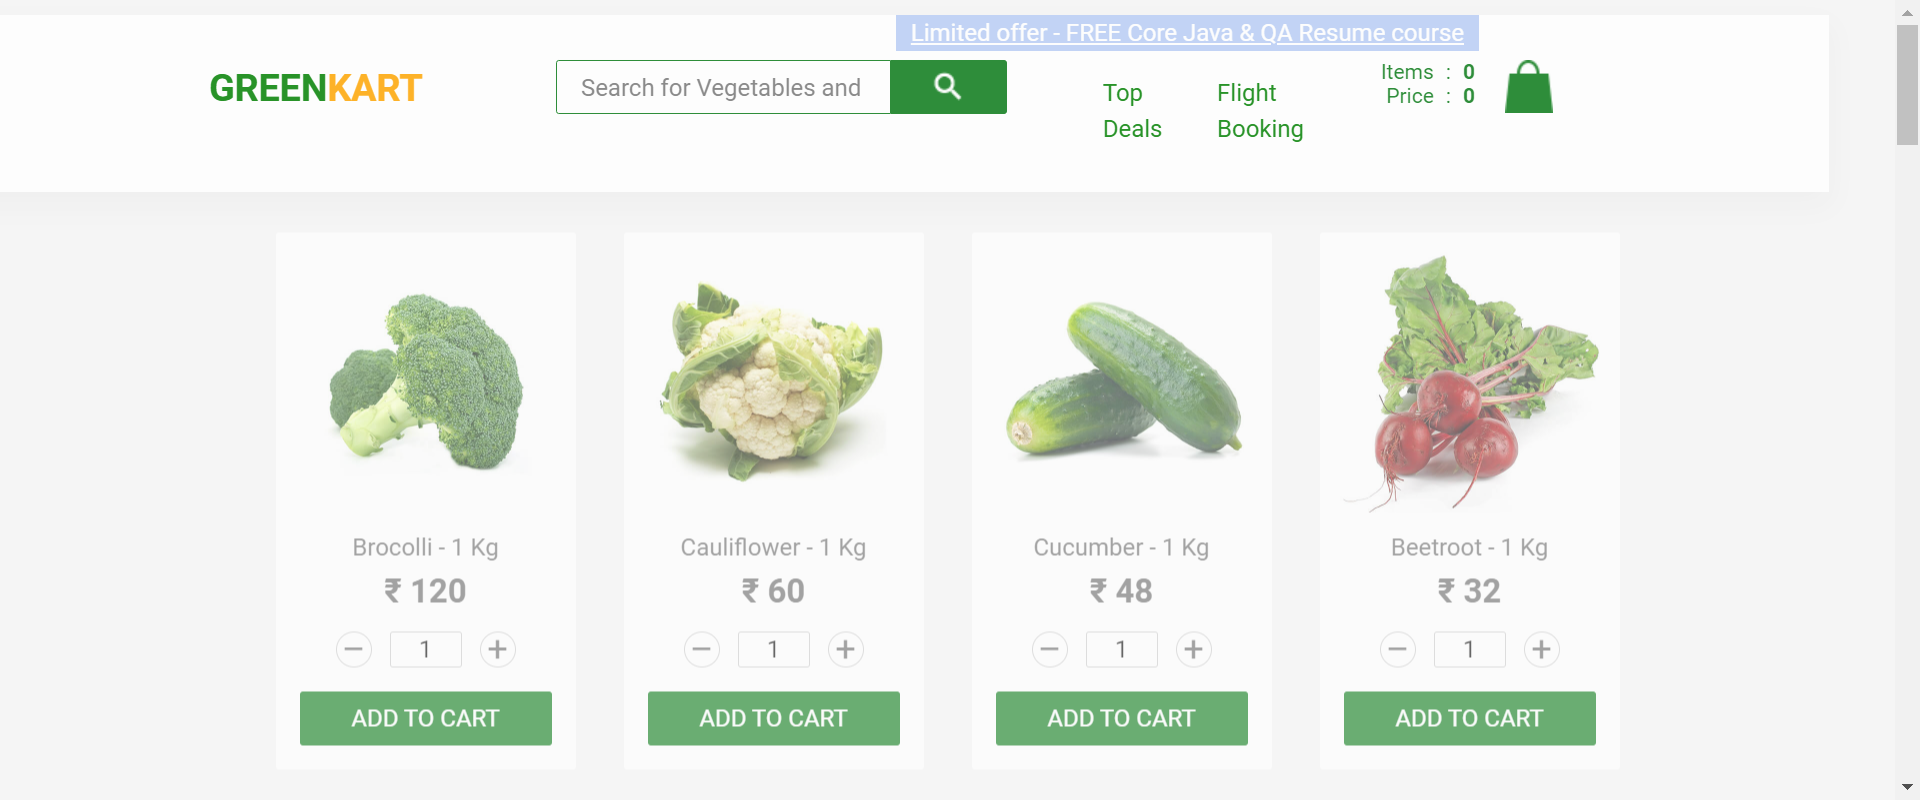 Limited offer - FREE Core Java & QA Resume course
GREENKART
Search for Vegetables and
Top
Deals
Flight
Booking
Items : 0
Price : 0
Brocolli - 1 Kg
₹ 120
1
ADD TO CART
Cauliflower - 1 Kg
₹ 60
1
ADD TO CART
Cucumber - 1 Kg
₹ 48
1
ADD TO CART
Beetroot - 1 Kg
₹ 32
1
ADD TO CART